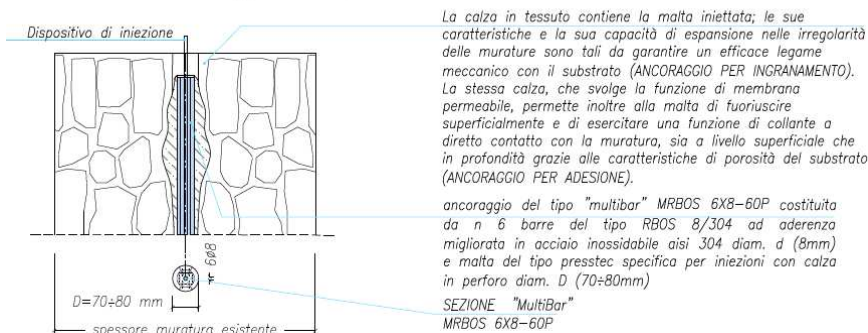 Dispositivo di iniezione
6ø8
D=70÷80 mm
spessore muratura esistente
La calza in tessuto contiene la malta iniettata; le sue
caratteristiche e la sua capacità di espansione nelle irregolarità
delle murature sono tali da garantire un efficace legame
meccanico con il substrato (ANCORAGGIO PER INGRANAMENTO).
La stessa calza, che svolge la funzione di membrana
permeabile, permette inoltre alla malta di fuoriuscire
superficialmente e di esercitare una funzione di collante a
diretto contatto con la muratura, sia a livello superficiale che
in profondità grazie alle caratteristiche di porosità del substrato
(ANCORAGGIO PER ADESIONE).
ancoraggio del tipo "multibar" MRBOS 6X8-60P costituita
da n 6 barre del tipo RBOS 8/304 ad aderenza
migliorata in acciaio inossidabile aisi 304 diam. d (8mm)
e malta del tipo presstec specifica per iniezioni con calza
in perforo diam. D (70÷80mm)
SEZIONE "MultiBar"
MRBOS 6X8-60P